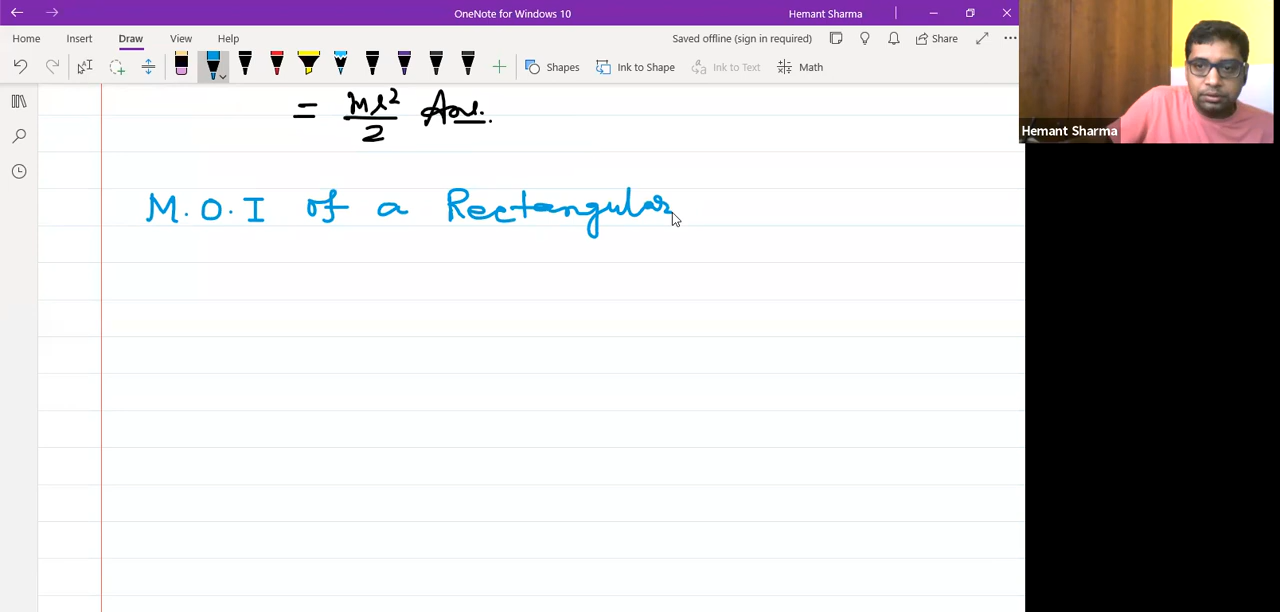 OneNote for Windows 10
Hemant Sharma
Home Insert Draw View Help
Saved offline (sign in required)
Share
Shapes
Ink to Shape
Ink to Text
Math
Hemant Sharma
= Ml²/2 Ans.
M.O.I of a Rectangular